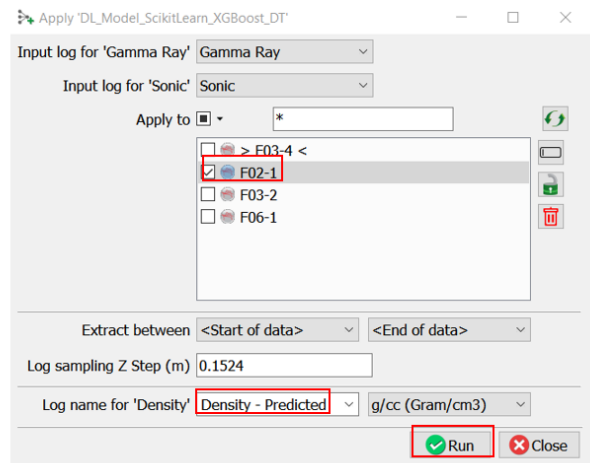 Apply 'DL_Model_ScikitLearn_XGBoost_DT'
Input log for 'Gamma Ray' Gamma Ray
Input log for 'Sonic' Sonic
Apply to *
> F03-4 <
F02-1
F03-2
F06-1
Extract between <Start of data> <End of data>
Log sampling Z Step (m) 0.1524
Log name for 'Density' Density - Predicted g/cc (Gram/cm3)
Run Close